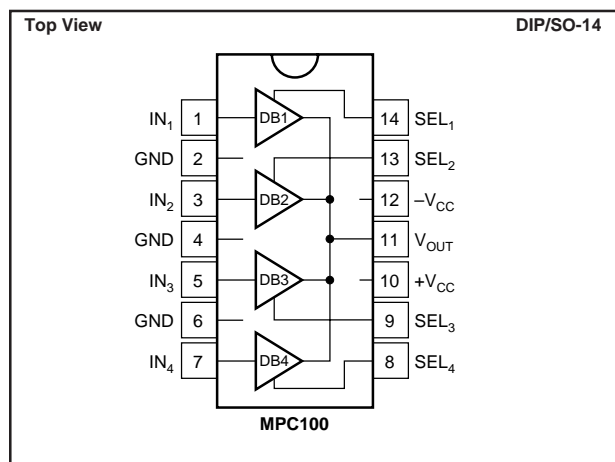 Top View DIP/SO-14
IN1 1 DB1 14 SEL1
GND 2 13 SEL2
IN2 3 DB2 12 –VCC
GND 4 11 VOUT
IN3 5 DB3 10 +VCC
GND 6 9 SEL3
IN4 7 DB4 8 SEL4
MPC100